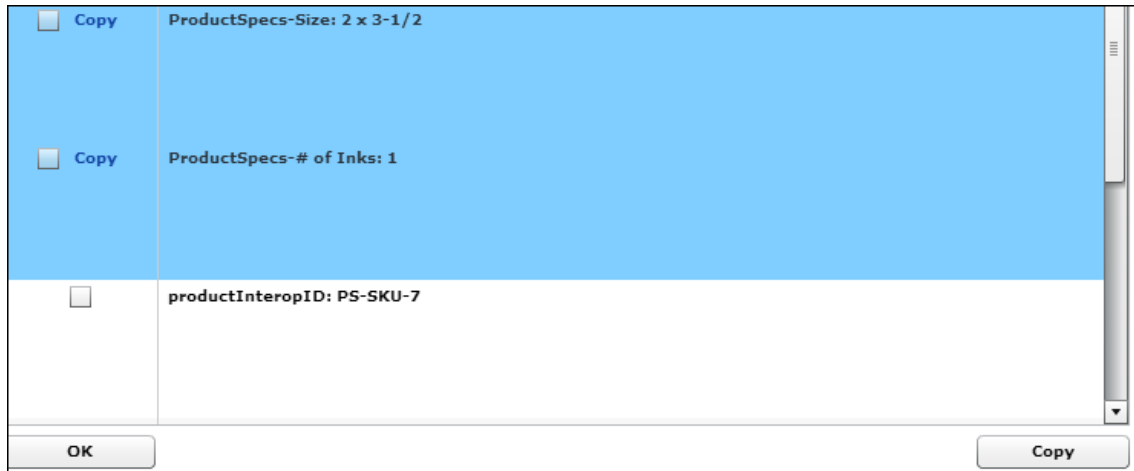 Copy ProductSpecs-Size: 2 x 3-1/2
Copy ProductSpecs-# of Inks: 1
productInteropID: PS-SKU-7
OK Copy